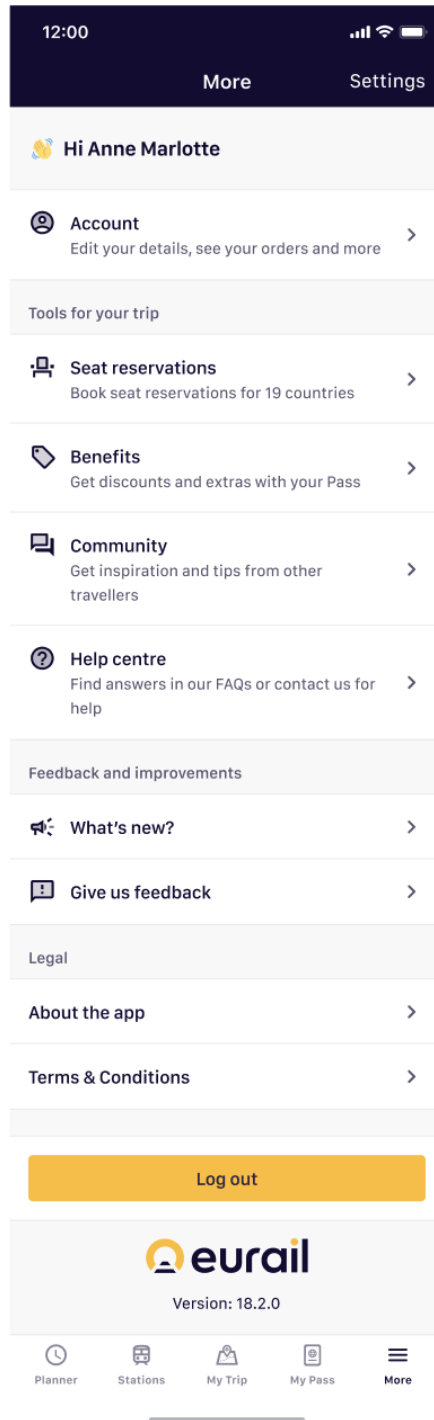 12:00
More
Settings
Hi Anne Marlotte
Account
Edit your details, see your orders and more
Tools for your trip
Seat reservations
Book seat reservations for 19 countries
Benefits
Get discounts and extras with your Pass
Community
Get inspiration and tips from other
travellers
Help centre
Find answers in our FAQs or contact us for
help
Feedback and improvements
What's new?
Give us feedback
Legal
About the app
Terms & Conditions
Log out
eurail
Version: 18.2.0
Planner
Stations
My Trip
My Pass
More